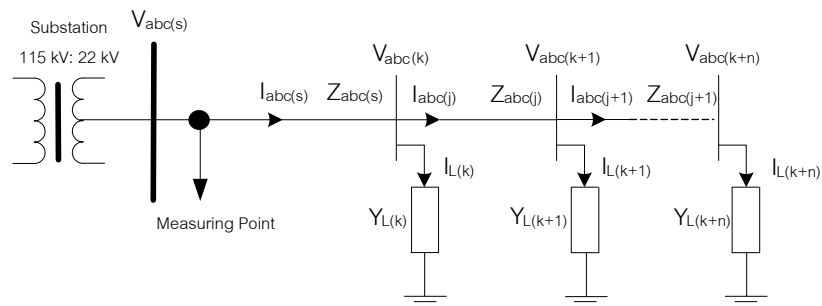 Substation
115 kV: 22 kV
Vabc(s)
Vabc(k)
Vabc(k+1)
Vabc(k+n)
Iabc(s)
Zabc(s)
Iabc(j)
Zabc(j)
Iabc(j+1)
Zabc(j+1)
IL(k)
IL(k+1)
IL(k+n)
Measuring Point
YL(k)
YL(k+1)
YL(k+n)